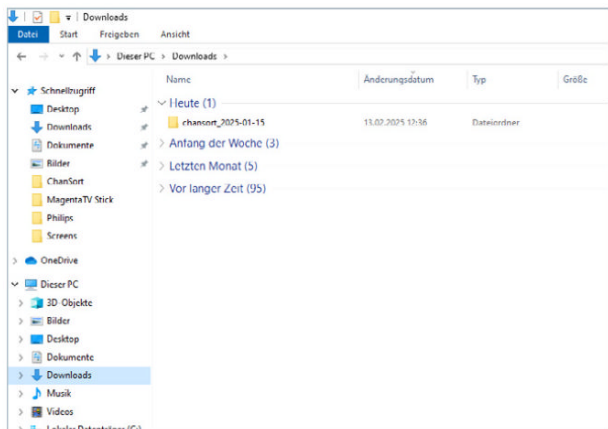 Downloads
Datei Start Freigeben Ansicht
Dieser PC > Downloads >
Name Änderungsdatum Typ Größe
Schnellzugriff
Desktop
Downloads
Dokumente
Bilder
ChanSort
MagentaTV Stick
Philips
Screens
OneDrive
Dieser PC
3D-Objekte
Bilder
Desktop
Dokumente
Downloads
Musik
Videos
Lokaler Datenträger (C:)
Heute (1)
chansort_2025-01-15 13.02.2025 12:36 Dateiordner
Anfang der Woche (3)
Letzten Monat (5)
Vor langer Zeit (95)